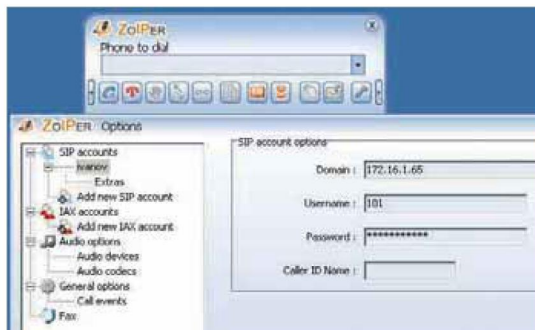 ZOIPER
Phone to dial
ZOIPER Options
SIP accounts
ivanov
Extras
Add new SIP account
IAX accounts
Add new IAX account
Audio options
Audio devices
Audio codecs
General options
Call events
Fax
SIP account options
Domain : 172.16.1.65
Username : 101
Password : ***********
Caller ID Name :